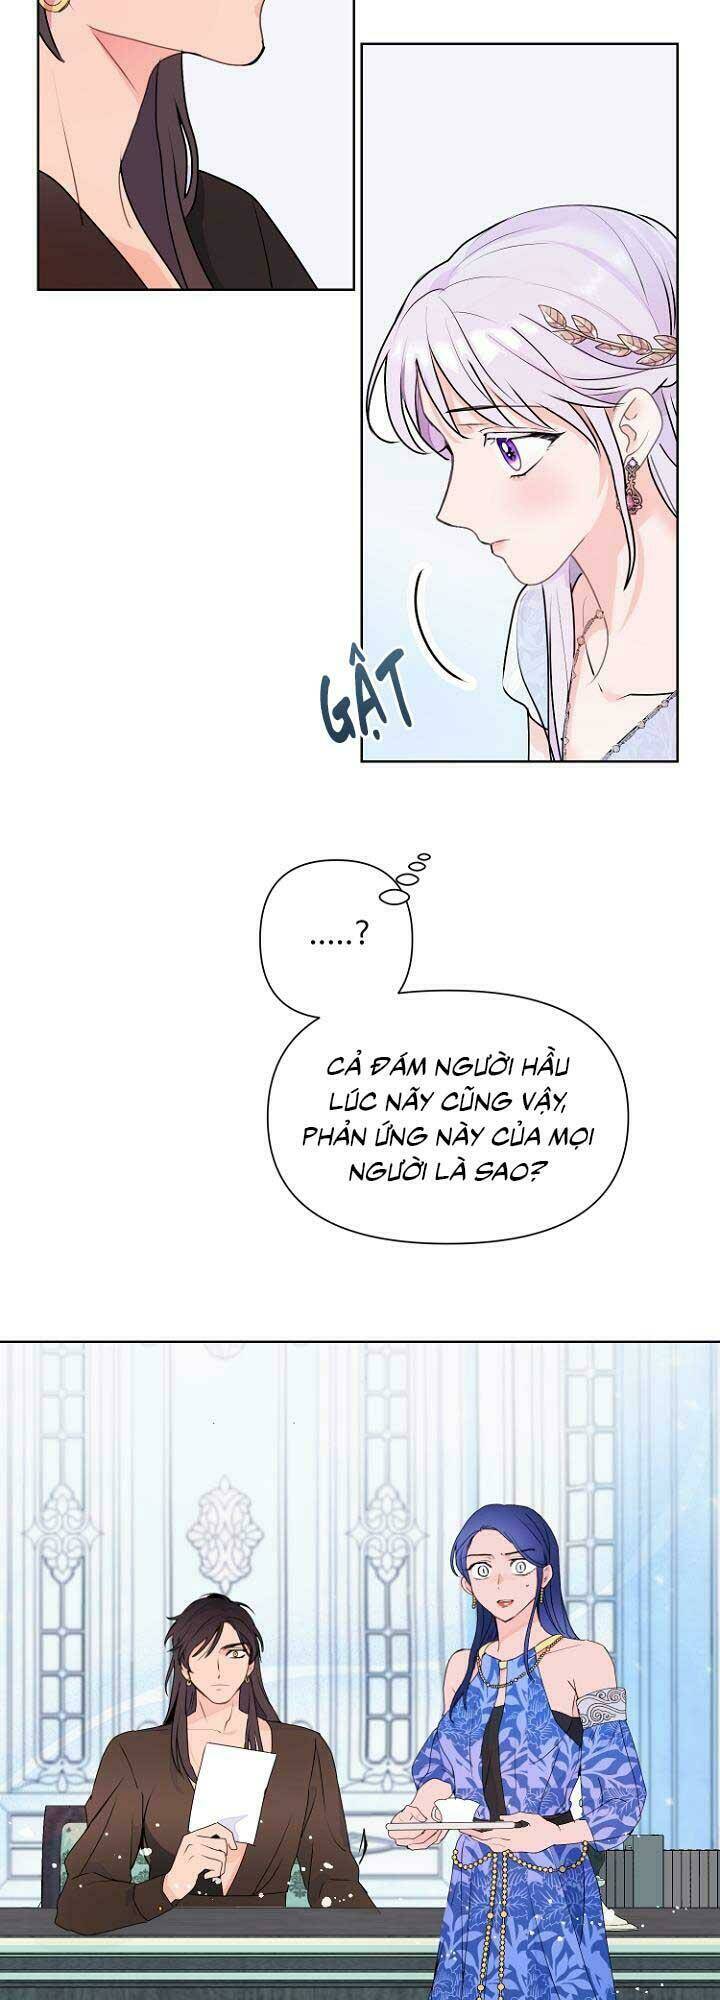 GẬT
.....?
CẢ ĐÁM NGƯỜI HẦU
LÚC NÃY CŨNG VẬY,
PHẢN ỨNG NÀY CỦA MỌI
NGƯỜI LÀ SAO?